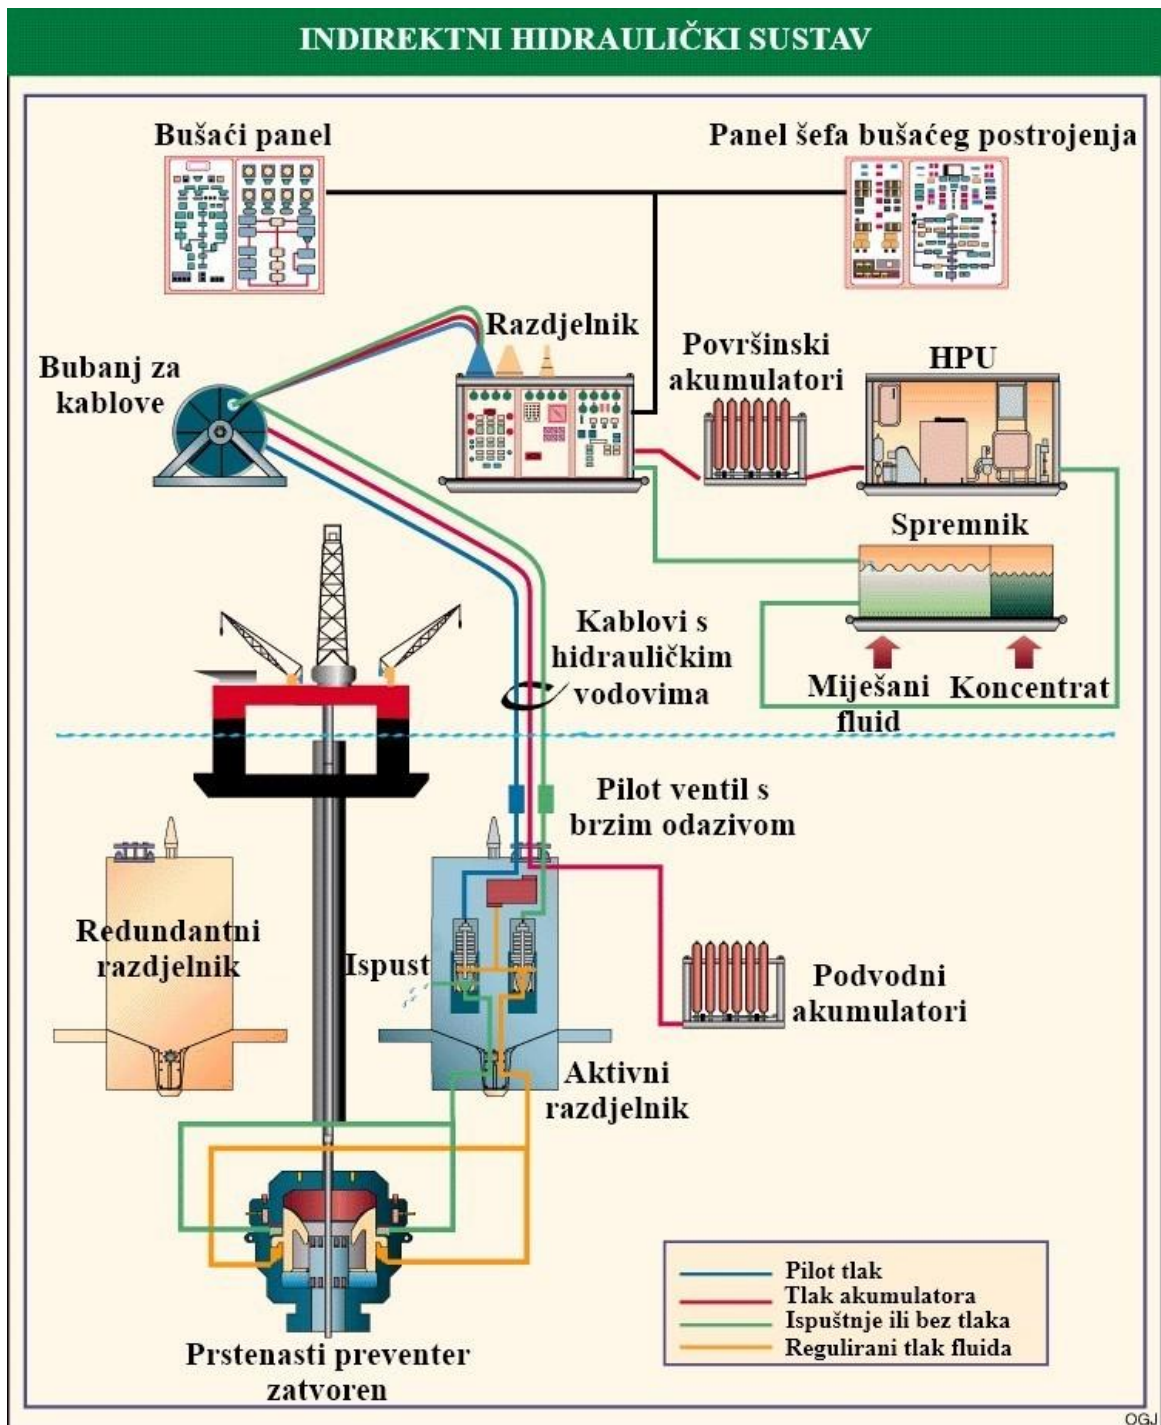 INDIREKTNI HIDRAULIČKI SUSTAV
Bušaći panel
Panel šefa bušaćeg postrojenja
Razdjelnik
Površinski
akumulatori
HPU
Bubanj za
kablove
Spremnik
Kablovi s
hidrauličkim
vodovima
Miješani
fluid
Koncentrat
Pilot ventil s
brzim odazivom
Redundantni
razdjelnik
Ispust
Podvodni
akumulatori
Aktivni
razdjelnik
Prstenasti preventer
zatvoren
Pilot tlak
Tlak akumulatora
Ispuštnje ili bez tlaka
Regulirani tlak fluida
OGJ